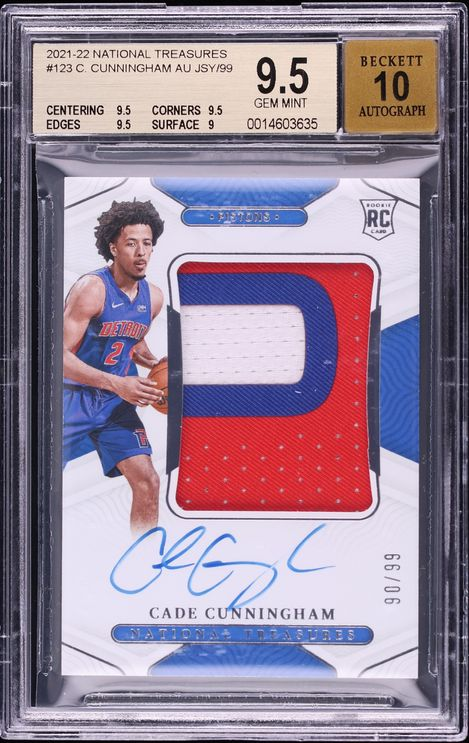 2021-22 NATIONAL TREASURES
#123 C. CUNNINGHAM AU JSY/99
CENTERING 9.5 CORNERS 9.5
EDGES 9.5 SURFACE 9
9.5
GEM MINT
0014603635
BECKETT
10
AUTOGRAPH
PISTONS
ROOKIE
RC
CARD
DETROIT
2
90/99
CADE CUNNINGHAM
NATIONAL TREASURES